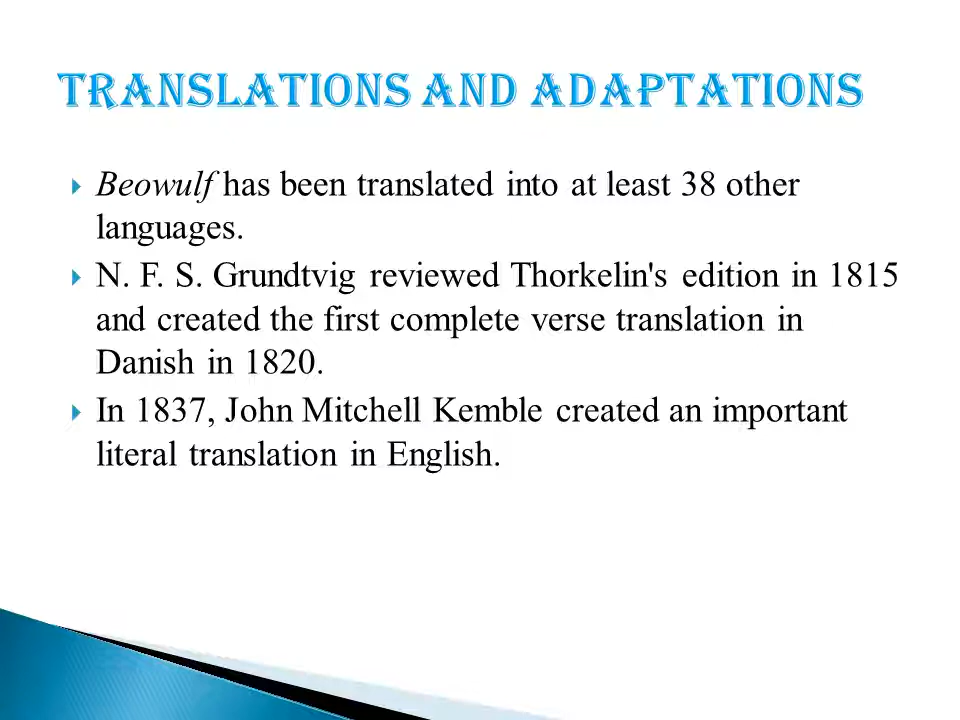 TRANSLATIONS AND ADAPTATIONS
Beowulf has been translated into at least 38 other
languages.
N. F. S. Grundtvig reviewed Thorkelin's edition in 1815
and created the first complete verse translation in
Danish in 1820.
In 1837, John Mitchell Kemble created an important
literal translation in English.